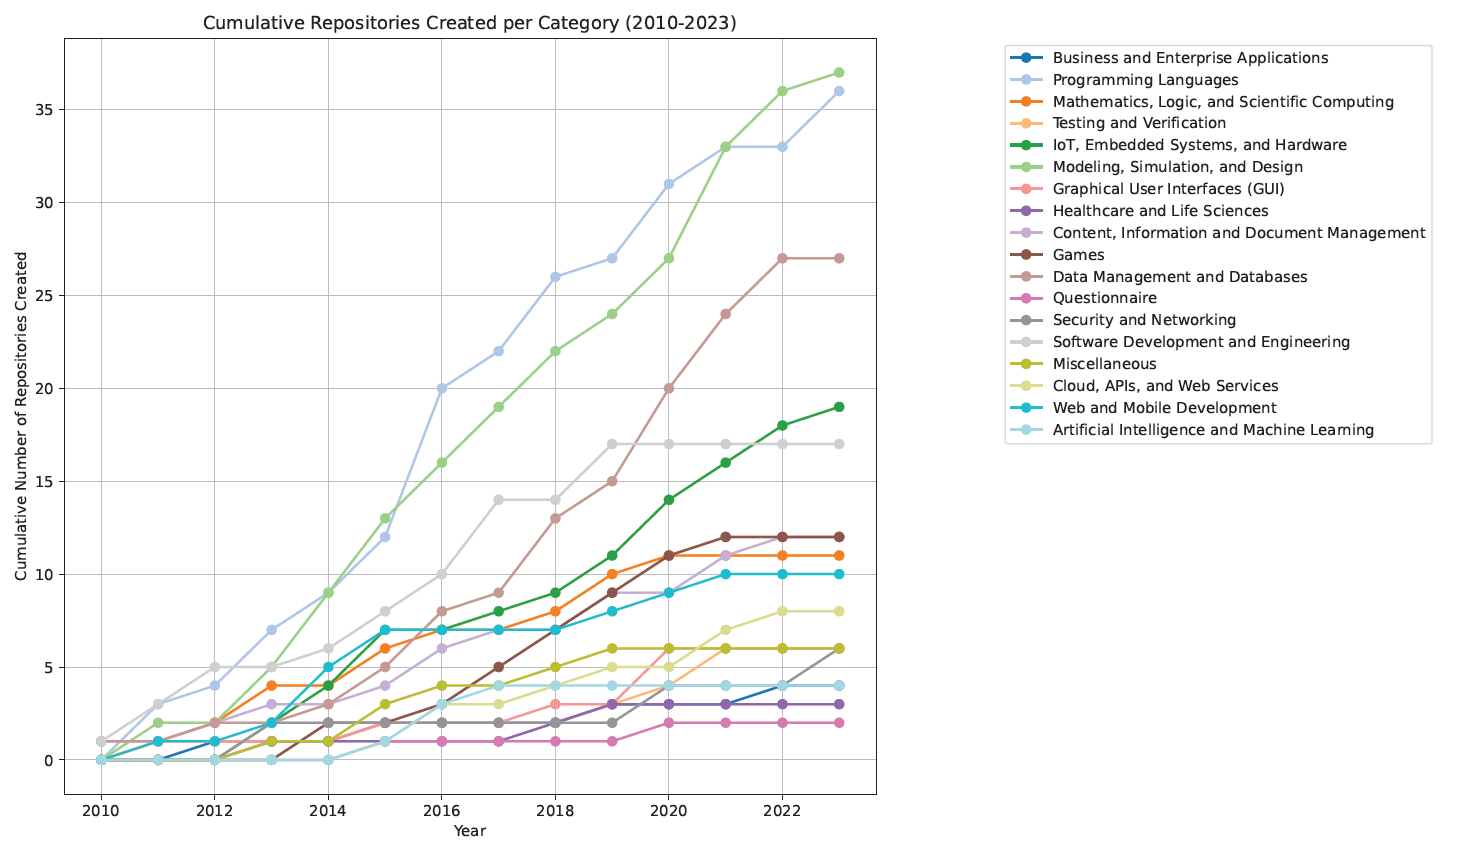 Cumulative Repositories Created per Category (2010-2023)
Cumulative Number of Repositories Created
35
30
25
20
15
10
5
0
2010 2012 2014 2016 2018 2020 2022
Year
Business and Enterprise Applications
Programming Languages
Mathematics, Logic, and Scientific Computing
Testing and Verification
IoT, Embedded Systems, and Hardware
Modeling, Simulation, and Design
Graphical User Interfaces (GUI)
Healthcare and Life Sciences
Content, Information and Document Management
Games
Data Management and Databases
Questionnaire
Security and Networking
Software Development and Engineering
Miscellaneous
Cloud, APIs, and Web Services
Web and Mobile Development
Artificial Intelligence and Machine Learning